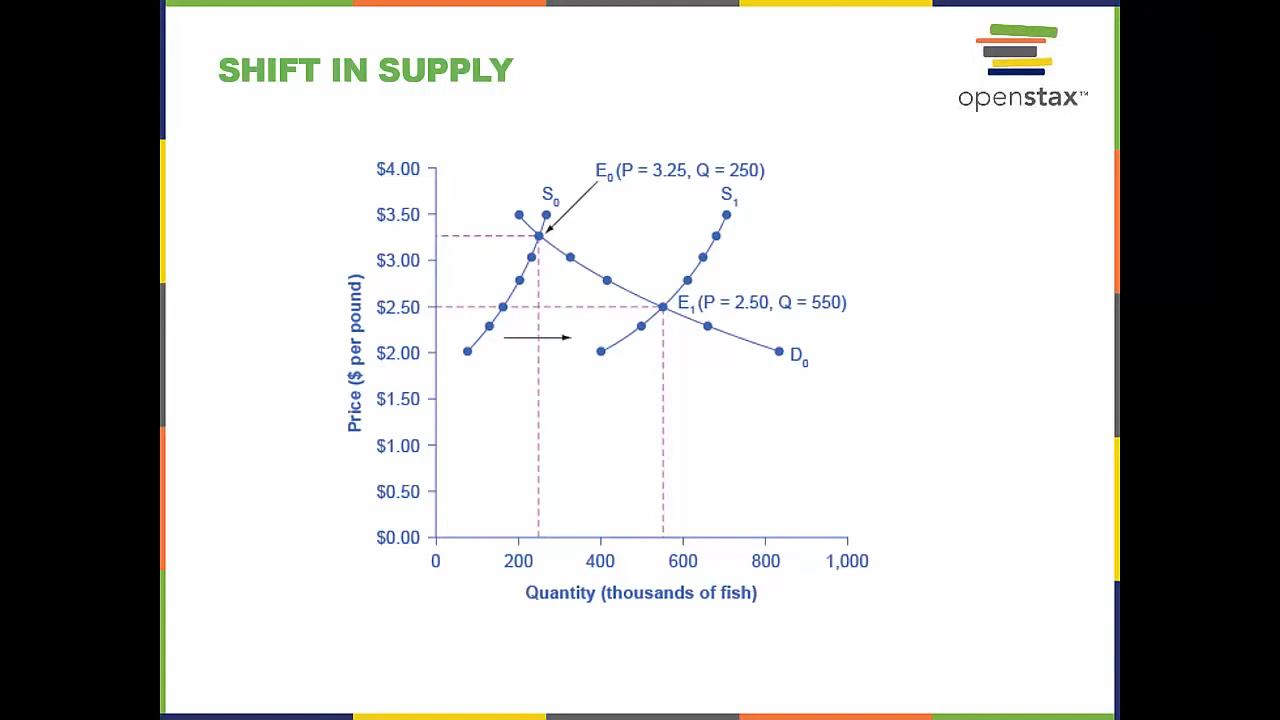 SHIFT IN SUPPLY
openstax™
$4.00
E0 (P = 3.25, Q = 250)
S0
S1
$3.50
$3.00
$2.50
E1 (P = 2.50, Q = 550)
$2.00
D0
$1.50
$1.00
$0.50
$0.00
Price ($ per pound)
0 200 400 600 800 1,000
Quantity (thousands of fish)